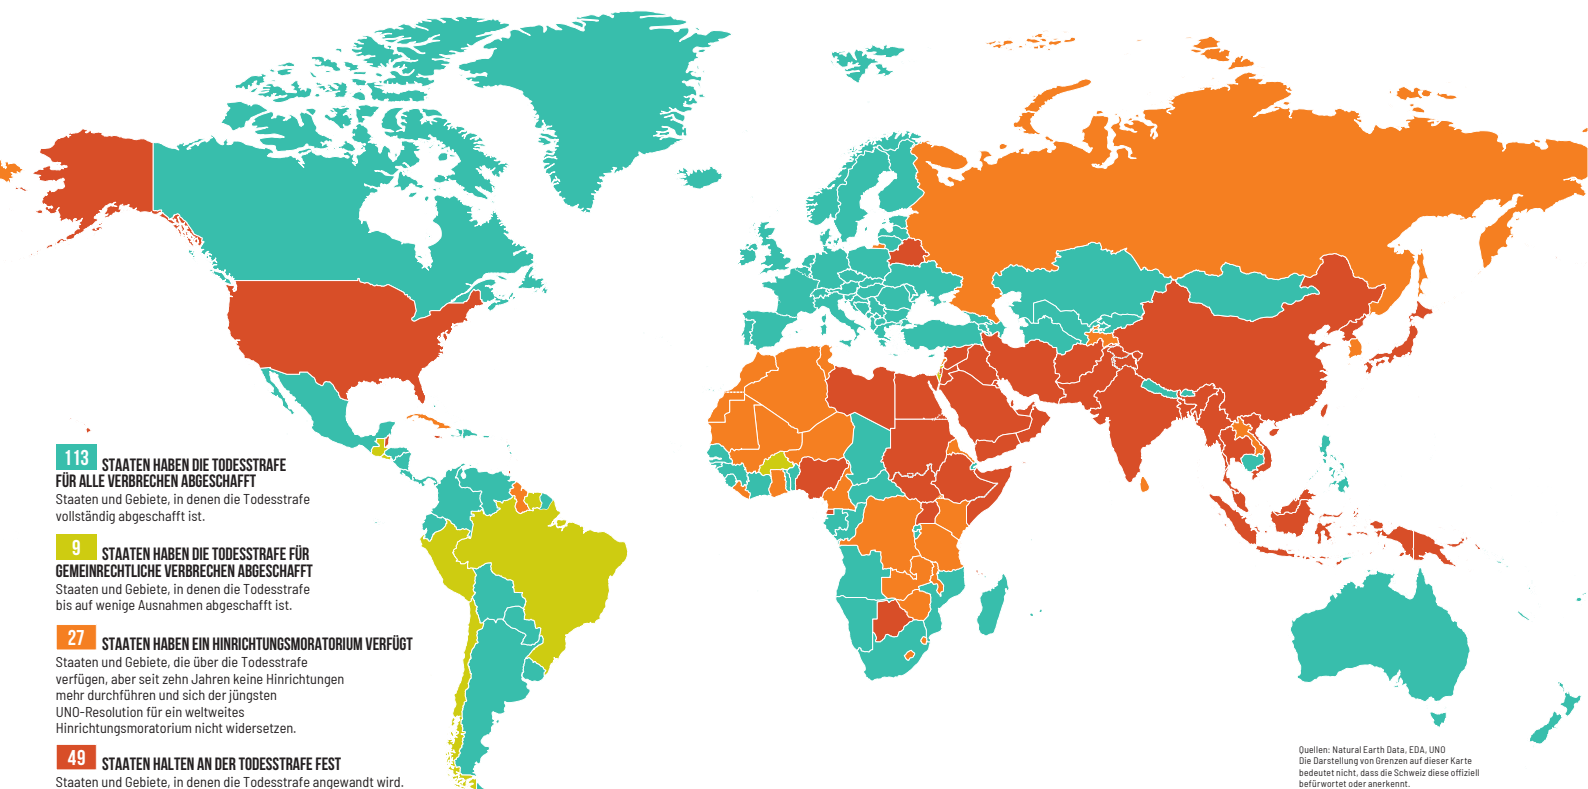 113 STAATEN HABEN DIE TODESSTRAFE
FÜR ALLE VERBRECHEN ABGESCHAFFT
Staaten und Gebiete, in denen die Todesstrafe
vollständig abgeschafft ist.
9 STAATEN HABEN DIE TODESSTRAFE FÜR
GEMEINRECHTLICHE VERBRECHEN ABGESCHAFFT
Staaten und Gebiete, in denen die Todesstrafe
bis auf wenige Ausnahmen abgeschafft ist.
27 STAATEN HABEN EIN HINRICHTUNGSMORATORIUM VERFÜGT
Staaten und Gebiete, die über die Todesstrafe
verfügen, aber seit zehn Jahren keine Hinrichtungen
mehr durchführen und sich der jüngsten
UNO-Resolution für ein weltweites
Hinrichtungsmoratorium nicht widersetzen.
49 STAATEN HALTEN AN DER TODESSTRAFE FEST
Staaten und Gebiete, in denen die Todesstrafe angewandt wird.
Quellen: Natural Earth Data, EDA, UNO
Die Darstellung von Grenzen auf dieser Karte
bedeutet nicht, dass die Schweiz diese offiziell
befürwortet oder anerkennt.